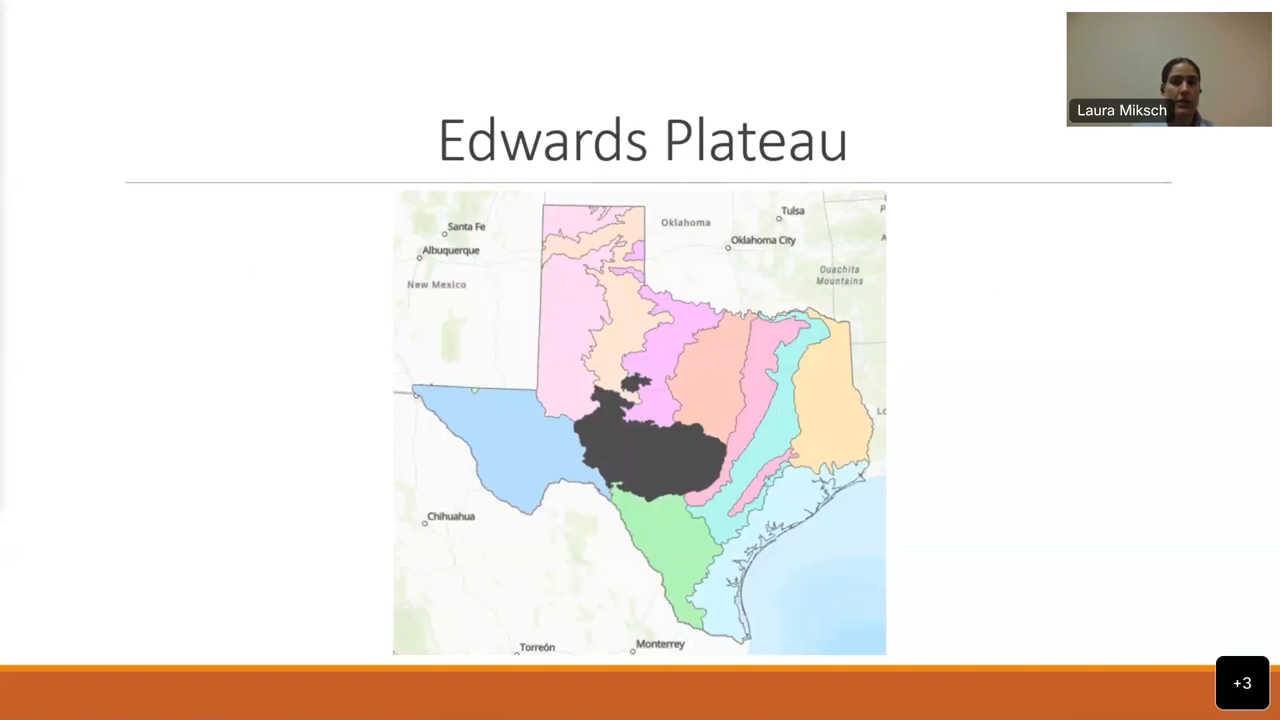 Laura Miksch
Edwards Plateau
Tulsa
P
Santa Fe
Oklahoma
Oklahoma City
A
Albuquerque
Ouachita
Mountains
New Mexico
Lo
Chihuahua
Torreón
Monterrey
+3